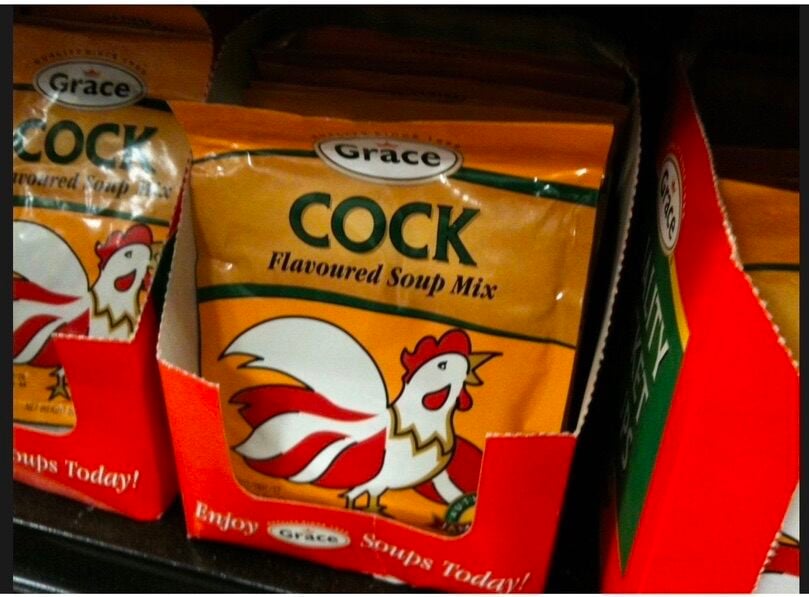 Grace
COCK
Flavoured Soup Mix
oups Today!
Grace
COCK
Flavoured Soup Mix
Enjoy Grace Soups Today!
Grace